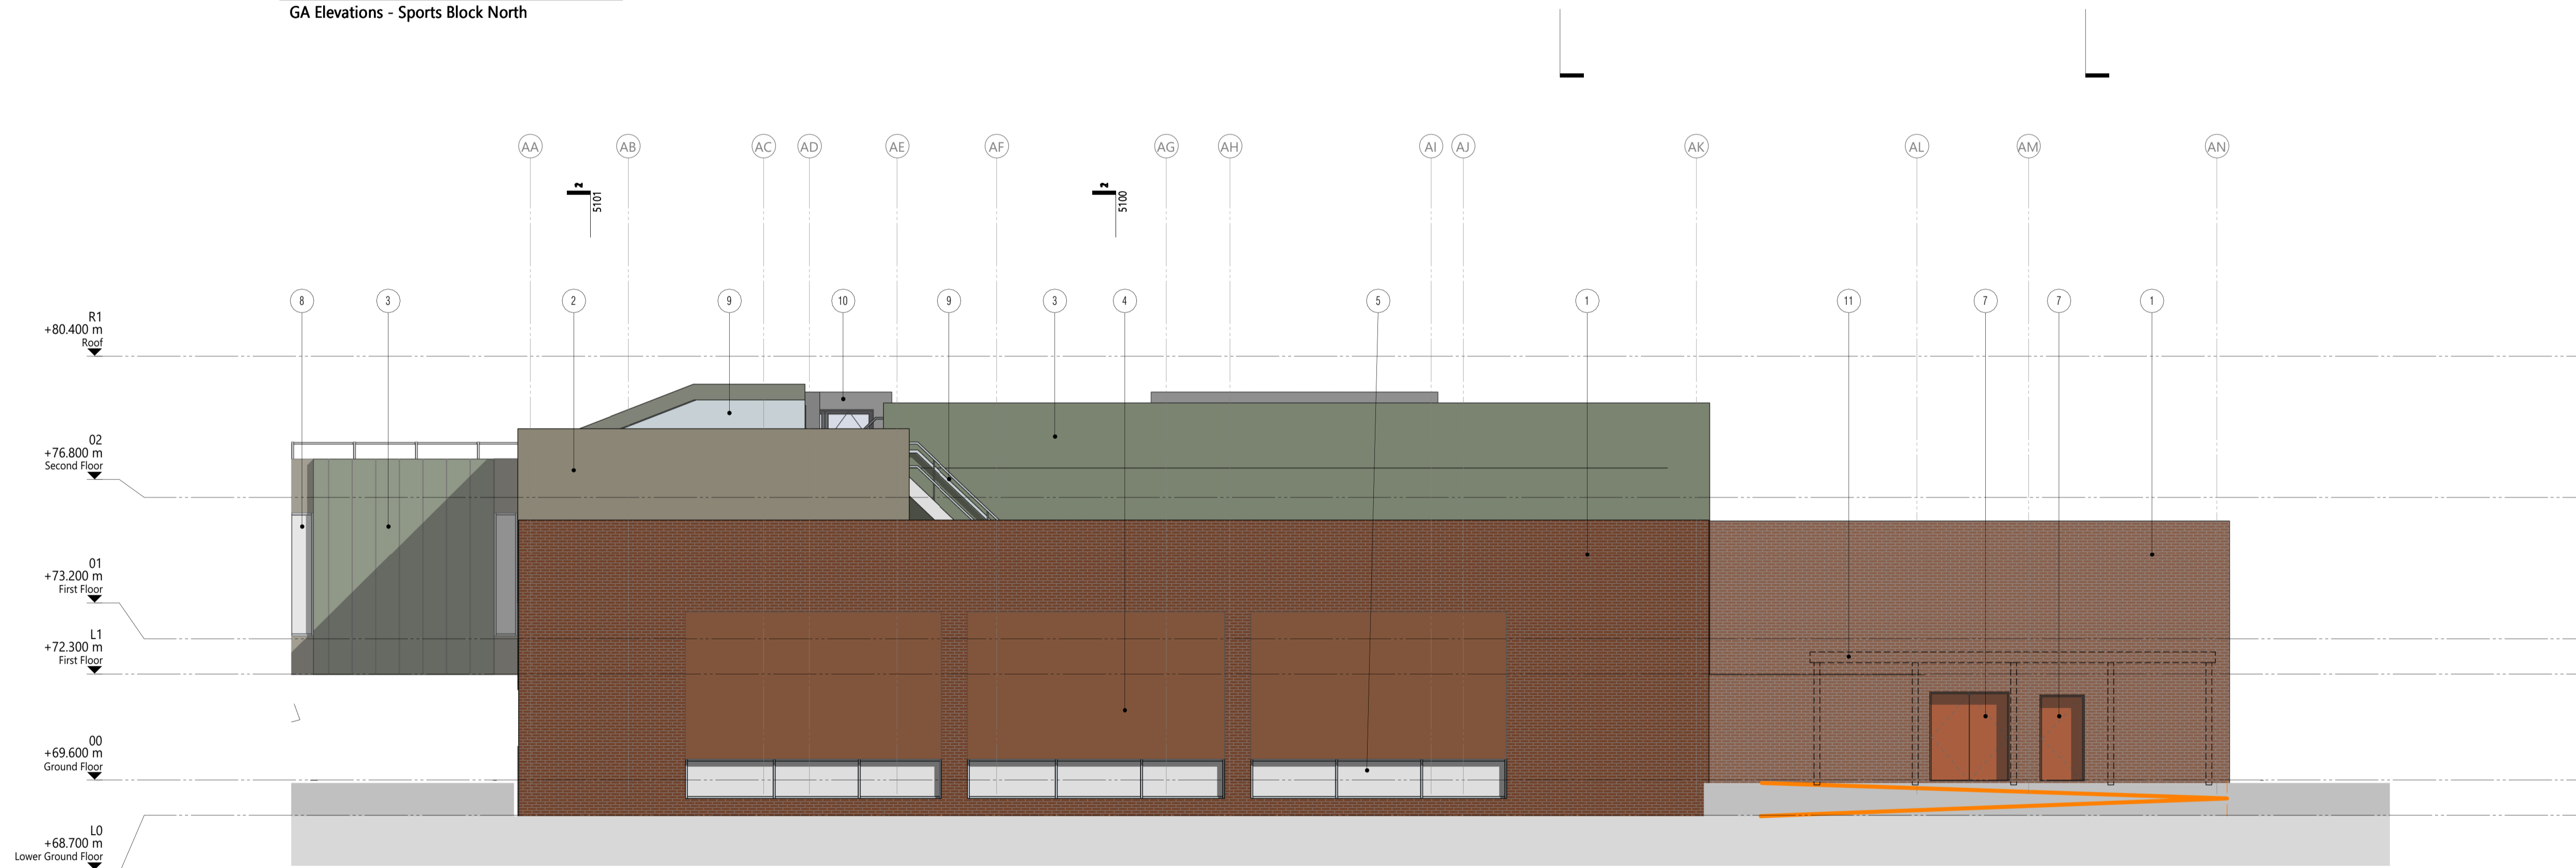 GA Elevations - Sports Block North
AA AB AC AD AE AF AG AH AI AJ AK AL AM AN
2 2
5101 5100
8 3 2 9 10 9 3 4 5 1 11 7 7 1
R1
+80.400 m
Roof
02
+76.800 m
Second Floor
01
+73.200 m
First Floor
L1
+72.300 m
First Floor
00
+69.600 m
Ground Floor
L0
+68.700 m
Lower Ground Floor